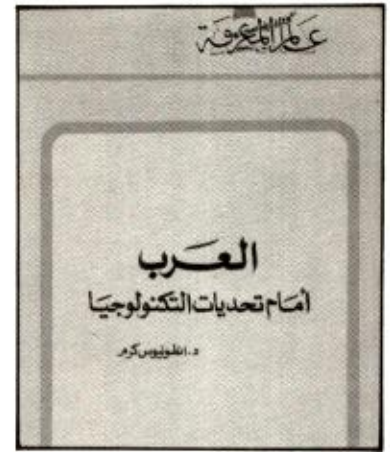 عالم المعرفة
العرب
أمام تحديات التكنولوجيا
د. انطونيوس كرم